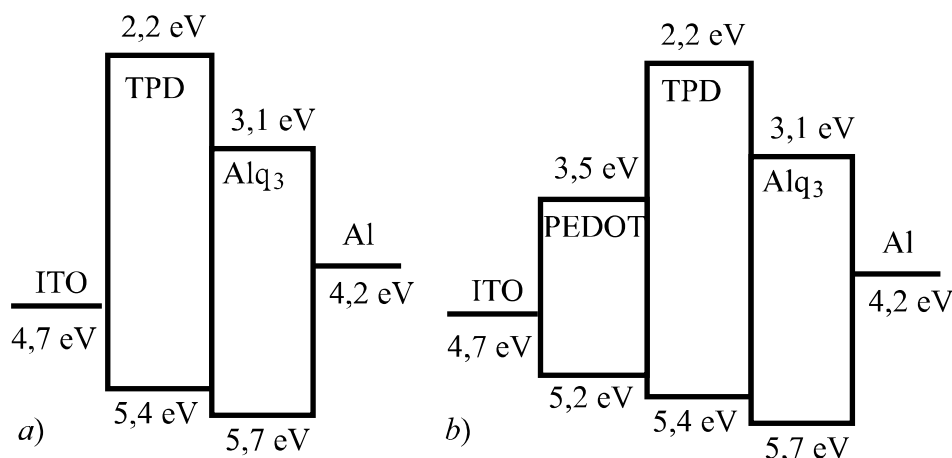 2,2 eV
TPD
3,1 eV
Alq3
Al
ITO
4,2 eV
4,7 eV
5,4 eV
5,7 eV
a)
2,2 eV
TPD
3,1 eV
3,5 eV
Alq3
PEDOT
Al
ITO
4,2 eV
4,7 eV
5,2 eV
5,4 eV
5,7 eV
b)